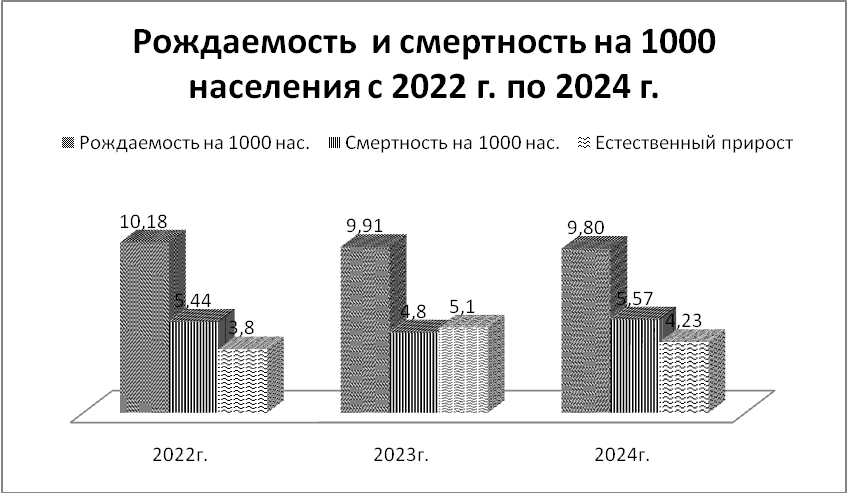 Рождаемость и смертность на 1000
населения с 2022 г. по 2024 г.
Рождаемость на 1000 нас. Смертность на 1000 нас. Естественный прирост
10,18 9,91 9,80
5,44 4,8 5,1 5,57
3,8 4,23
2022г. 2023г. 2024г.